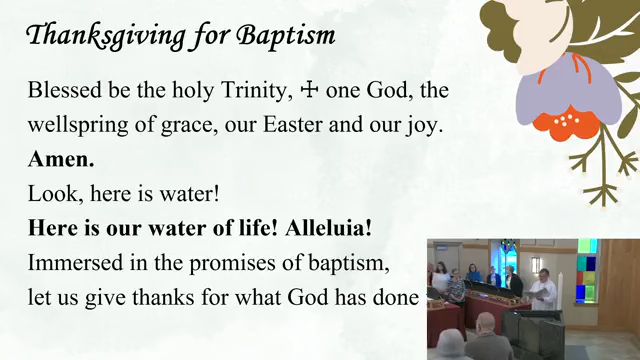 Thanksgiving for Baptism
Blessed be the holy Trinity, ☩ one God, the
wellspring of grace, our Easter and our joy.
Amen.
Look, here is water!
Here is our water of life! Alleluia!
Immersed in the promises of baptism,
let us give thanks for what God has done